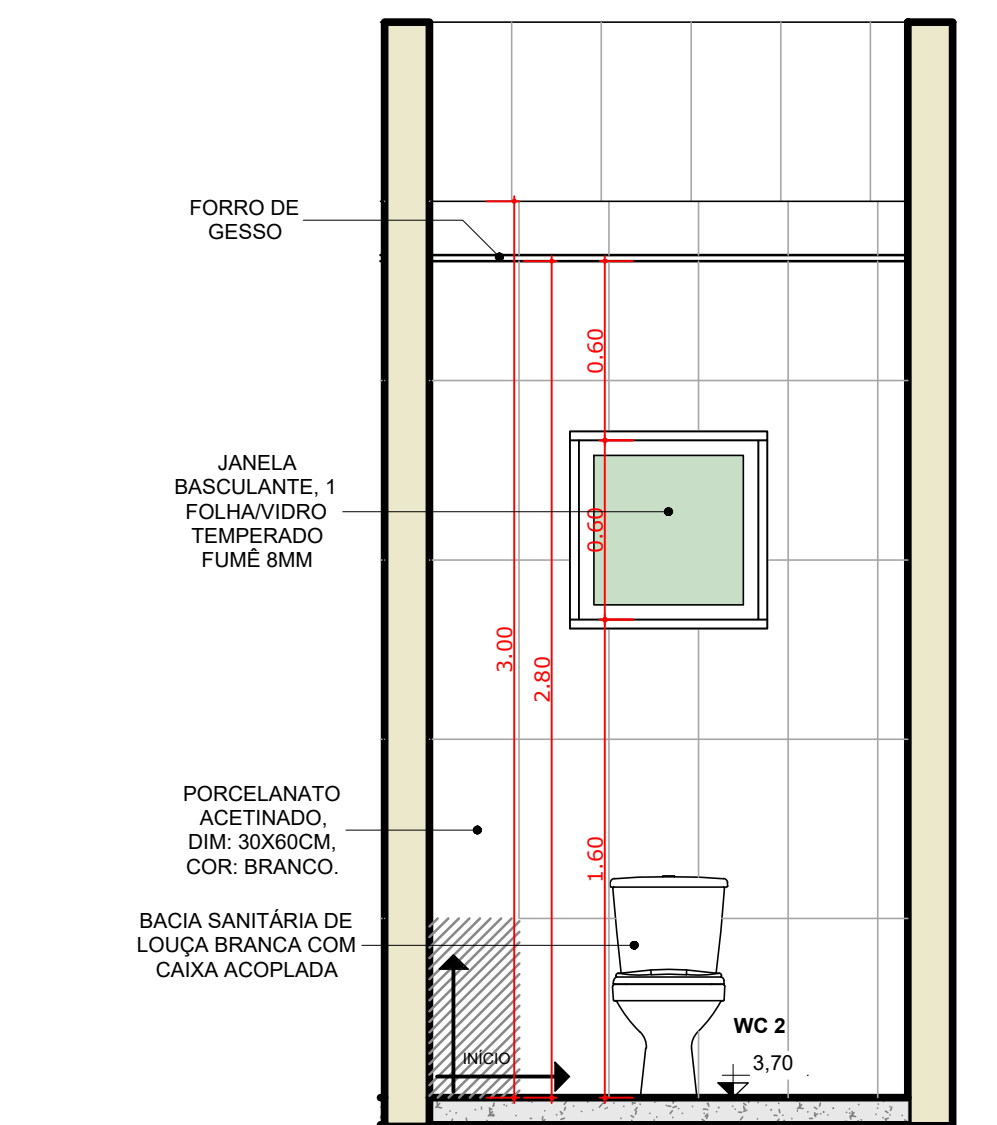 FORRO DE
GESSO
0.60
JANELA
BASCULANTE, 1
FOLHA/VIDRO
TEMPERADO
FUMÊ 8MM
0.60
3.00
2.80
PORCELANATO
ACETINADO,
DIM: 30X60CM,
COR: BRANCO.
1.60
BACIA SANITÁRIA DE
LOUÇA BRANCA COM
CAIXA ACOPLADA
WC 2
INÍCIO
3,70